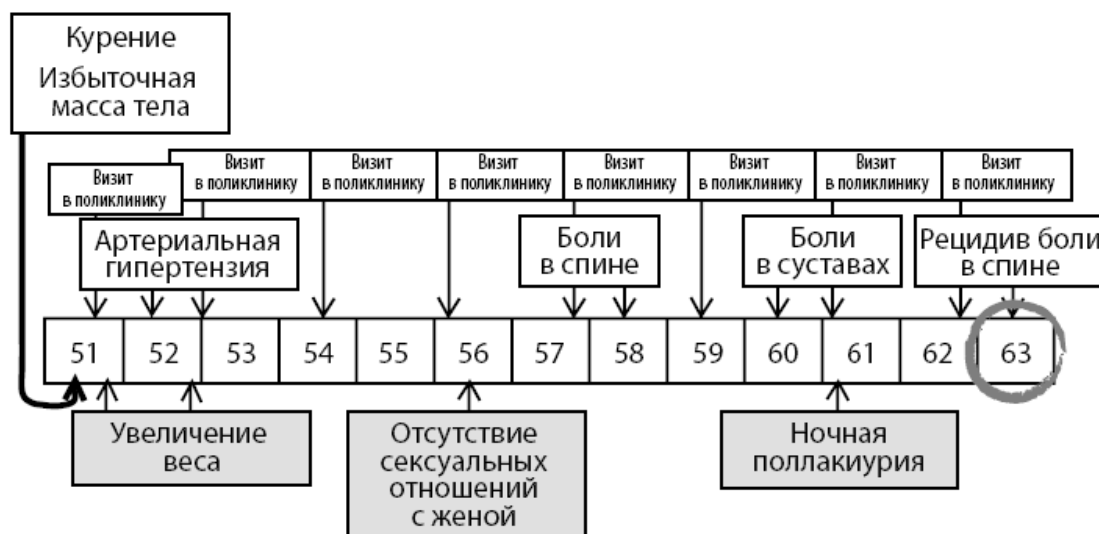 Курение
Избыточная
масса тела
Визит
в поликлинику
Визит
в поликлинику
Визит
в поликлинику
Визит
в поликлинику
Визит
в поликлинику
Визит
в поликлинику
Визит
в поликлинику
Визит
в поликлинику
Артериальная
гипертензия
Боли
в спине
Боли
в суставах
Рецидив боли
в спине
51 52 53 54 55 56 57 58 59 60 61 62 63
Увеличение
веса
Отсутствие
сексуальных
отношений
с женой
Ночная
поллакиурия